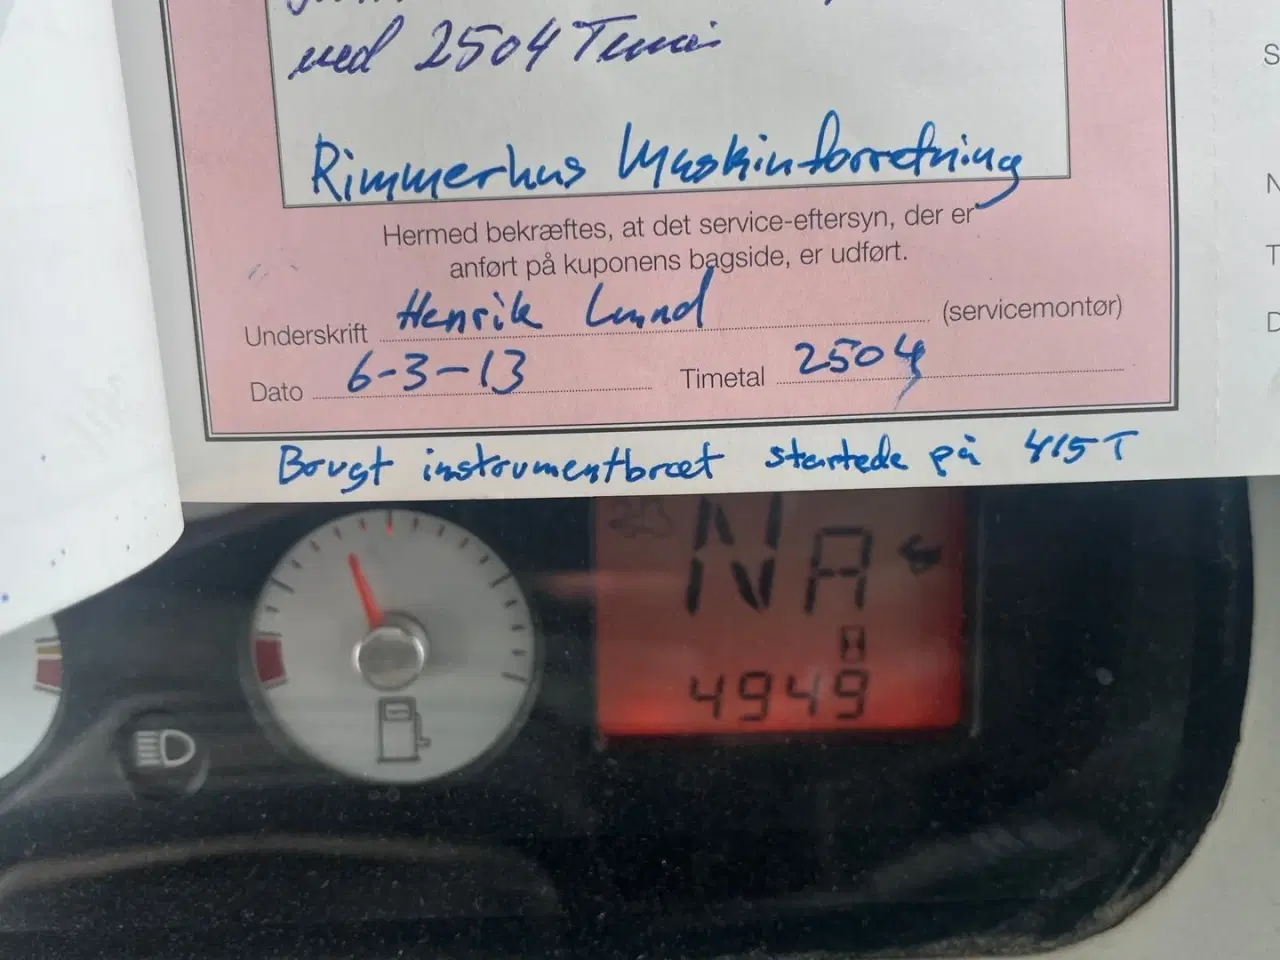 ved 2504 Timer
Rimmerhus Maskinforretning
Hermed bekræftes, at det service-eftersyn, der er
anført på kuponens bagside, er udført.
Underskrift Henrik Lund (servicemontør)
Dato 6-3-13 Timetal 2504
Brugt instrumentbræt startede på 415T
N
NA
4949